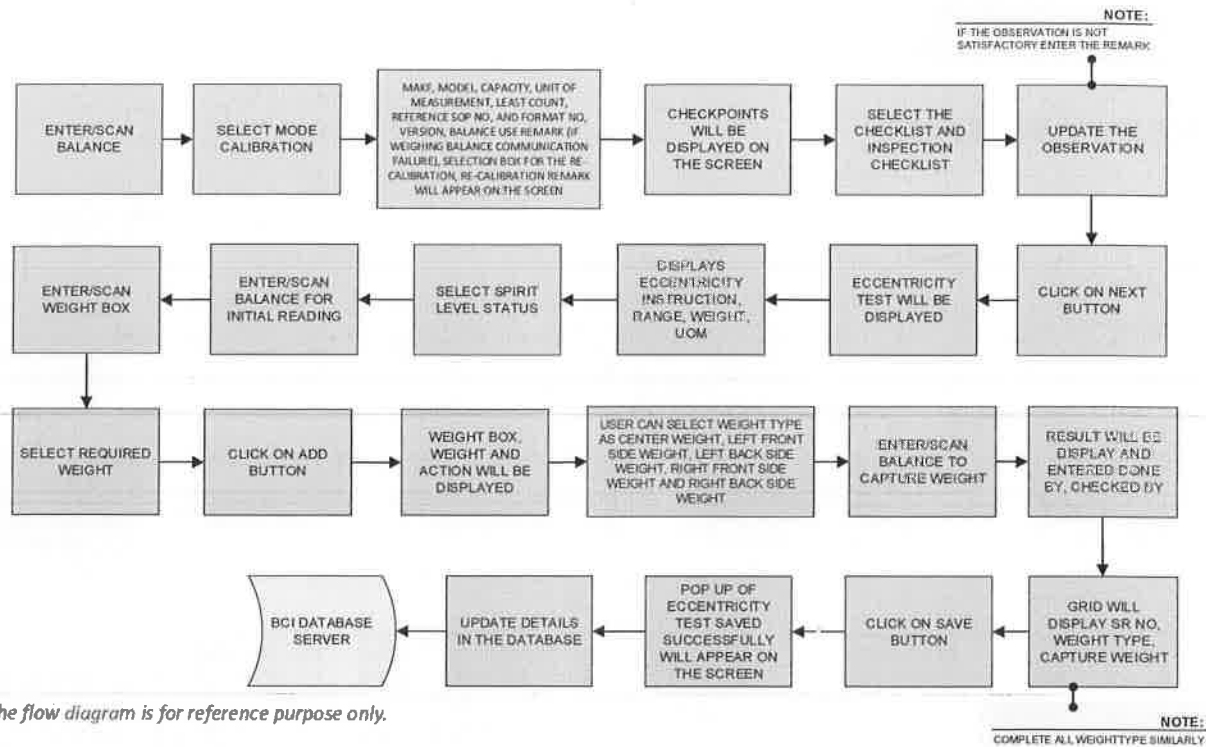 NOTE:
IF THE OBSERVATION IS NOT
SATISFACTORY ENTER THE REMARK
ENTER/SCAN
BALANCE
SELECT MODE
CALIBRATION
MAKE, MODEL, CAPACITY, UNIT OF
MEASUREMENT, LEAST COUNT,
REFERENCE SOP NO, AND FORMAT NO,
VERSION, BALANCE USE REMARK (IF
WEIGHING BALANCE COMMUNICATION
FAILURE), SELECTION BOX FOR THE RE-
CALIBRATION, RE-CALIBRATION REMARK
WILL APPEAR ON THE SCREEN
CHECKPOINTS
WILL BE
DISPLAYED ON
THE SCREEN
SELECT THE
CHECKLIST AND
INSPECTION
CHECKLIST
UPDATE THE
OBSERVATION
CLICK ON NEXT
BUTTON
ECCENTRICITY
TEST WILL BE
DISPLAYED
DISPLAYS
ECCENTRICITY
INSTRUCTION,
RANGE, WEIGHT,
UOM
SELECT SPIRIT
LEVEL STATUS
ENTER/SCAN
BALANCE FOR
INITIAL READING
ENTER/SCAN
WEIGHT BOX
SELECT REQUIRED
WEIGHT
CLICK ON ADD
BUTTON
WEIGHT BOX,
WEIGHT AND
ACTION WILL BE
DISPLAYED
USER CAN SELECT WEIGHT TYPE
AS CENTER WEIGHT, LEFT FRONT
SIDE WEIGHT, LEFT BACK SIDE
WEIGHT, RIGHT FRONT SIDE
WEIGHT AND RIGHT BACK SIDE
WEIGHT
ENTER/SCAN
BALANCE TO
CAPTURE WEIGHT
RESULT WILL BE
DISPLAY AND
ENTERED DONE
BY, CHECKED BY
GRID WILL
DISPLAY SR NO,
WEIGHT TYPE,
CAPTURE WEIGHT
CLICK ON SAVE
BUTTON
POP UP OF
ECCENTRICITY
TEST SAVED
SUCCESSFULLY
WILL APPEAR ON
THE SCREEN
UPDATE DETAILS
IN THE DATABASE
BCI DATABASE
SERVER
he flow diagram is for reference purpose only.
NOTE:
COMPLETE ALL WEIGHTTYPE SIMILARLY